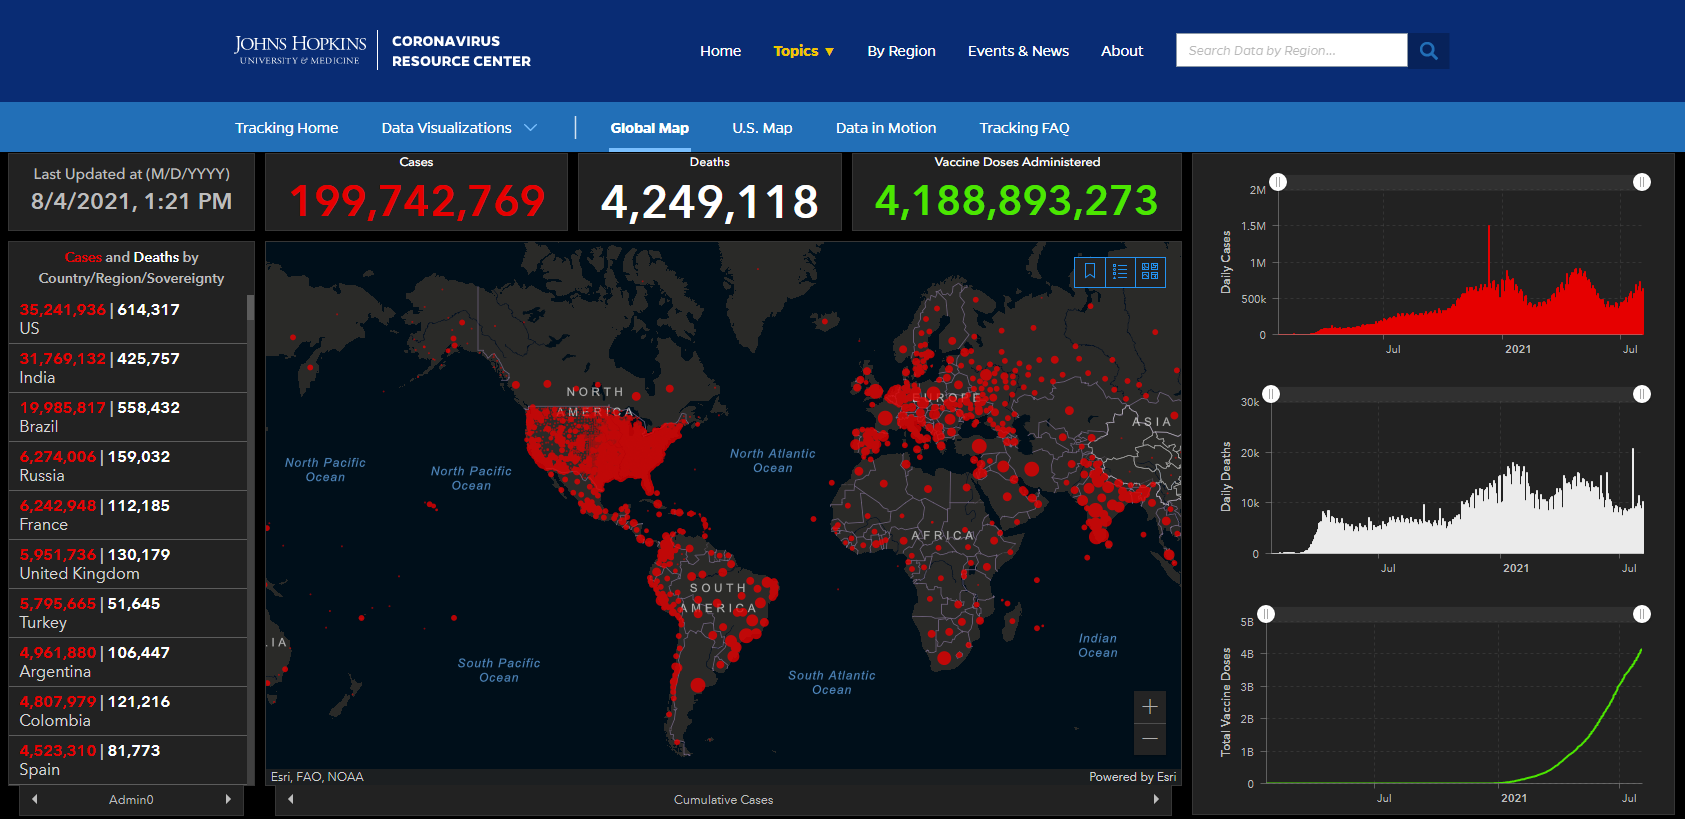 JOHNS HOPKINS
UNIVERSITY & MEDICINE
CORONAVIRUS
RESOURCE CENTER
Home
Topics ▼
By Region
Events & News
About
Search Data by Region...
Tracking Home
Data Visualizations
Global Map
U.S. Map
Data in Motion
Tracking FAQ
Last Updated at (M/D/YYYY)
8/4/2021, 1:21 PM
Cases
199,742,769
Deaths
4,249,118
Vaccine Doses Administered
4,188,893,273
Cases and Deaths by
Country/Region/Sovereignty
35,241,936 | 614,317
US
31,769,132 | 425,757
India
19,985,817 | 558,432
Brazil
6,274,006 | 159,032
Russia
6,242,948 | 112,185
France
5,951,736 | 130,179
United Kingdom
5,795,665 | 51,645
Turkey
4,961,880 | 106,447
Argentina
4,807,979 | 121,216
Colombia
4,523,310 | 81,773
Spain
Admin0
NORTH
AMERICA
EUROPE
ASIA
North Pacific
Ocean
North Pacific
Ocean
North Atlantic
Ocean
AFRICA
SOUTH
AMERICA
IA
Indian
Ocean
South Pacific
Ocean
South Atlantic
Ocean
+
−
Esri, FAO, NOAA
Powered by Esri
Cumulative Cases
Daily Cases
2M
1.5M
1M
500k
0
Jul
2021
Jul
Daily Deaths
30k
20k
10k
0
Jul
2021
Jul
Total Vaccine Doses
5B
4B
3B
2B
1B
0
Jul
2021
Jul